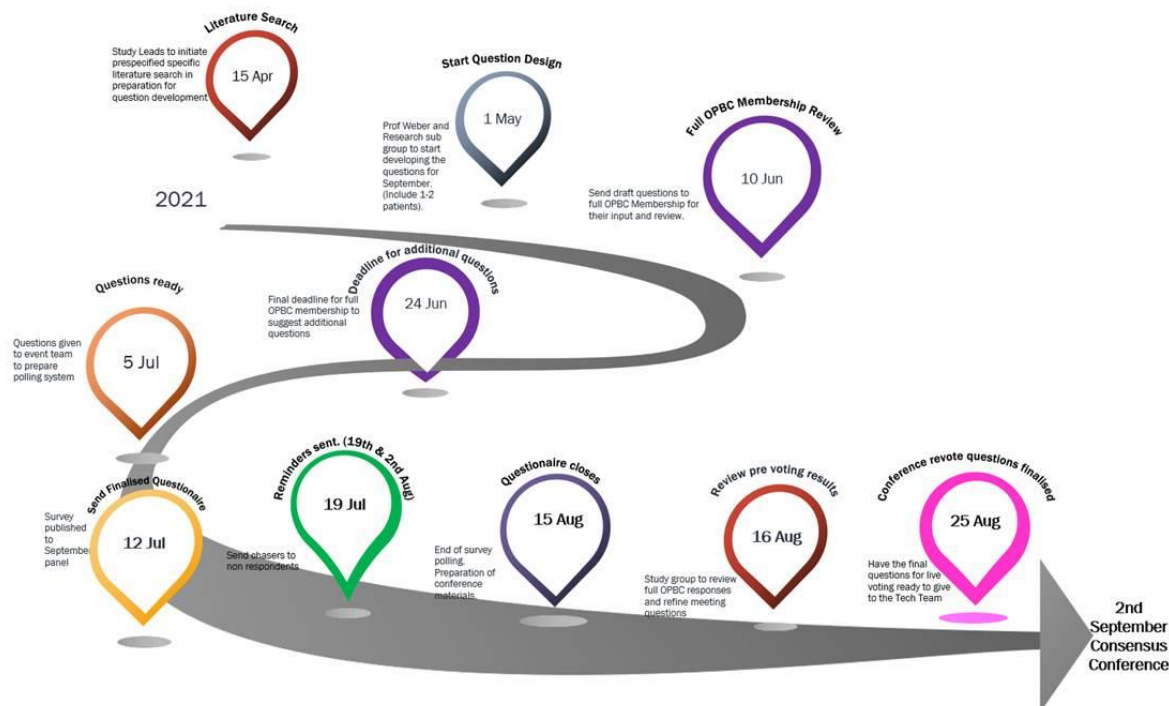 Literature Search
Study Leads to initiate
prespecified specific
literature search in
preparation for
question development
15 Apr
Start Question Design
Prof Weber and
Research sub
group to start
developing the
questions for
September.
(Include 1-2
patients).
1 May
Full OPBC Membership Review
Send draft questions to
full OPBC Membership for
their input and review.
10 Jun
2021
Deadline for additional questions
Final deadline for full
OPBC membership to
suggest additional
questions
24 Jun
Questions ready
Questions given
to event team
to prepare
polling system
5 Jul
Send Finalised Questionaire
Survey
published
to
September
panel
12 Jul
Reminders sent. (19th & 2nd Aug)
Send chasers to
non respondents
19 Jul
Questionaire closes
End of survey
polling.
Preparation of
conference
materials.
15 Aug
Review pre voting results
Study group to review
full OPBC responses
and refine meeting
questions
16 Aug
Conference revote questions finalised
Have the final
questions for live
voting ready to give
to the Tech Team
25 Aug
2nd
September
Consensus
Conference